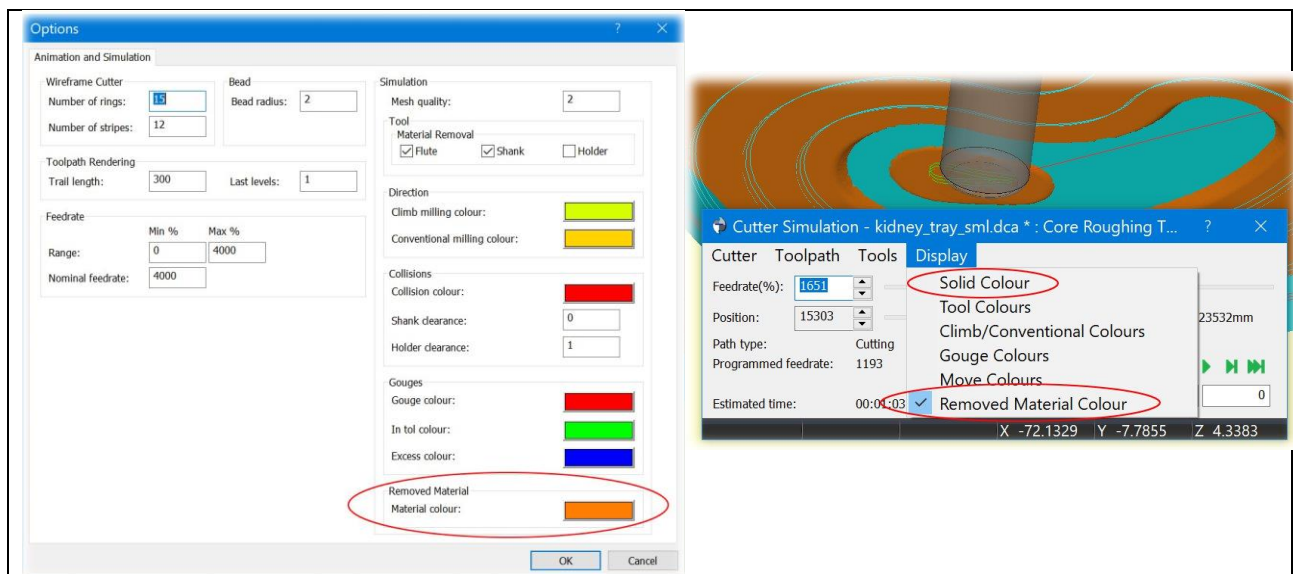 Options ? ×
Animation and Simulation
Wireframe Cutter
Number of rings: 15
Number of stripes: 12
Bead
Bead radius: 2
Toolpath Rendering
Trail length: 300 Last levels: 1
Feedrate
Min % Max %
Range: 0 4000
Nominal feedrate: 4000
Simulation
Mesh quality: 2
Tool
Material Removal
Flute Shank Holder
Direction
Climb milling colour:
Conventional milling colour:
Collisions
Collision colour:
Shank clearance: 0
Holder clearance: 1
Gouges
Gouge colour:
In tol colour:
Excess colour:
Removed Material
Material colour:
OK Cancel
Cutter Simulation - kidney_tray_sml.dca * : Core Roughing T... ? ×
Cutter Toolpath Tools Display
Feedrate(%): 1651
Position: 15303 23532mm
Path type: Cutting
Programmed feedrate: 1193
Estimated time: 00:01:03 0
Solid Colour
Tool Colours
Climb/Conventional Colours
Gouge Colours
Move Colours
Removed Material Colour
X -72.1329 Y -7.7855 Z 4.3383